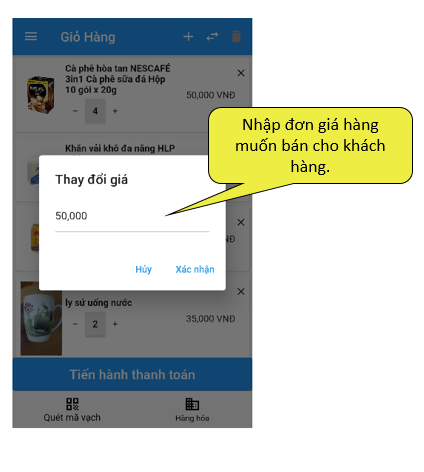 Giỏ Hàng
Cà phê hòa tan NESCAFÉ
3in1 Cà phê sữa đá Hộp
10 gói x 20g
50,000 VNĐ
- 4 +
Khăn vải khô đa năng HLP
Nhập đơn giá hàng
muốn bán cho khách
hàng.
Thay đổi giá
50,000
Hủy Xác nhận
ly sứ uống nước
- 2 +
35,000 VNĐ
Tiến hành thanh toán
Quét mã vạch
Hàng hóa